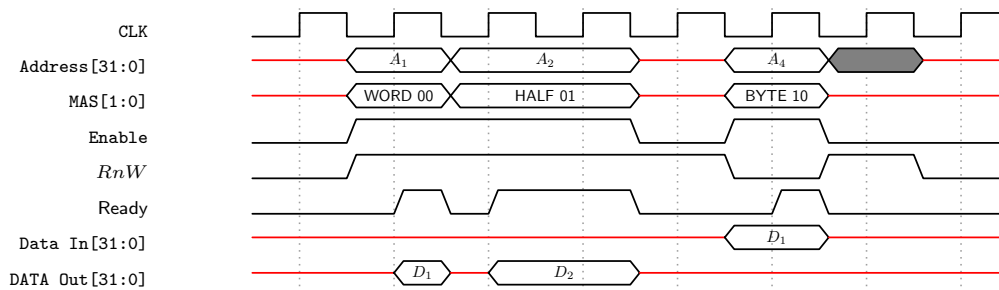 CLK
Address[31:0] A1 A2 A4
MAS[1:0] WORD 00 HALF 01 BYTE 10
Enable
RnW
Ready
Data In[31:0] D1
DATA Out[31:0] D1 D2